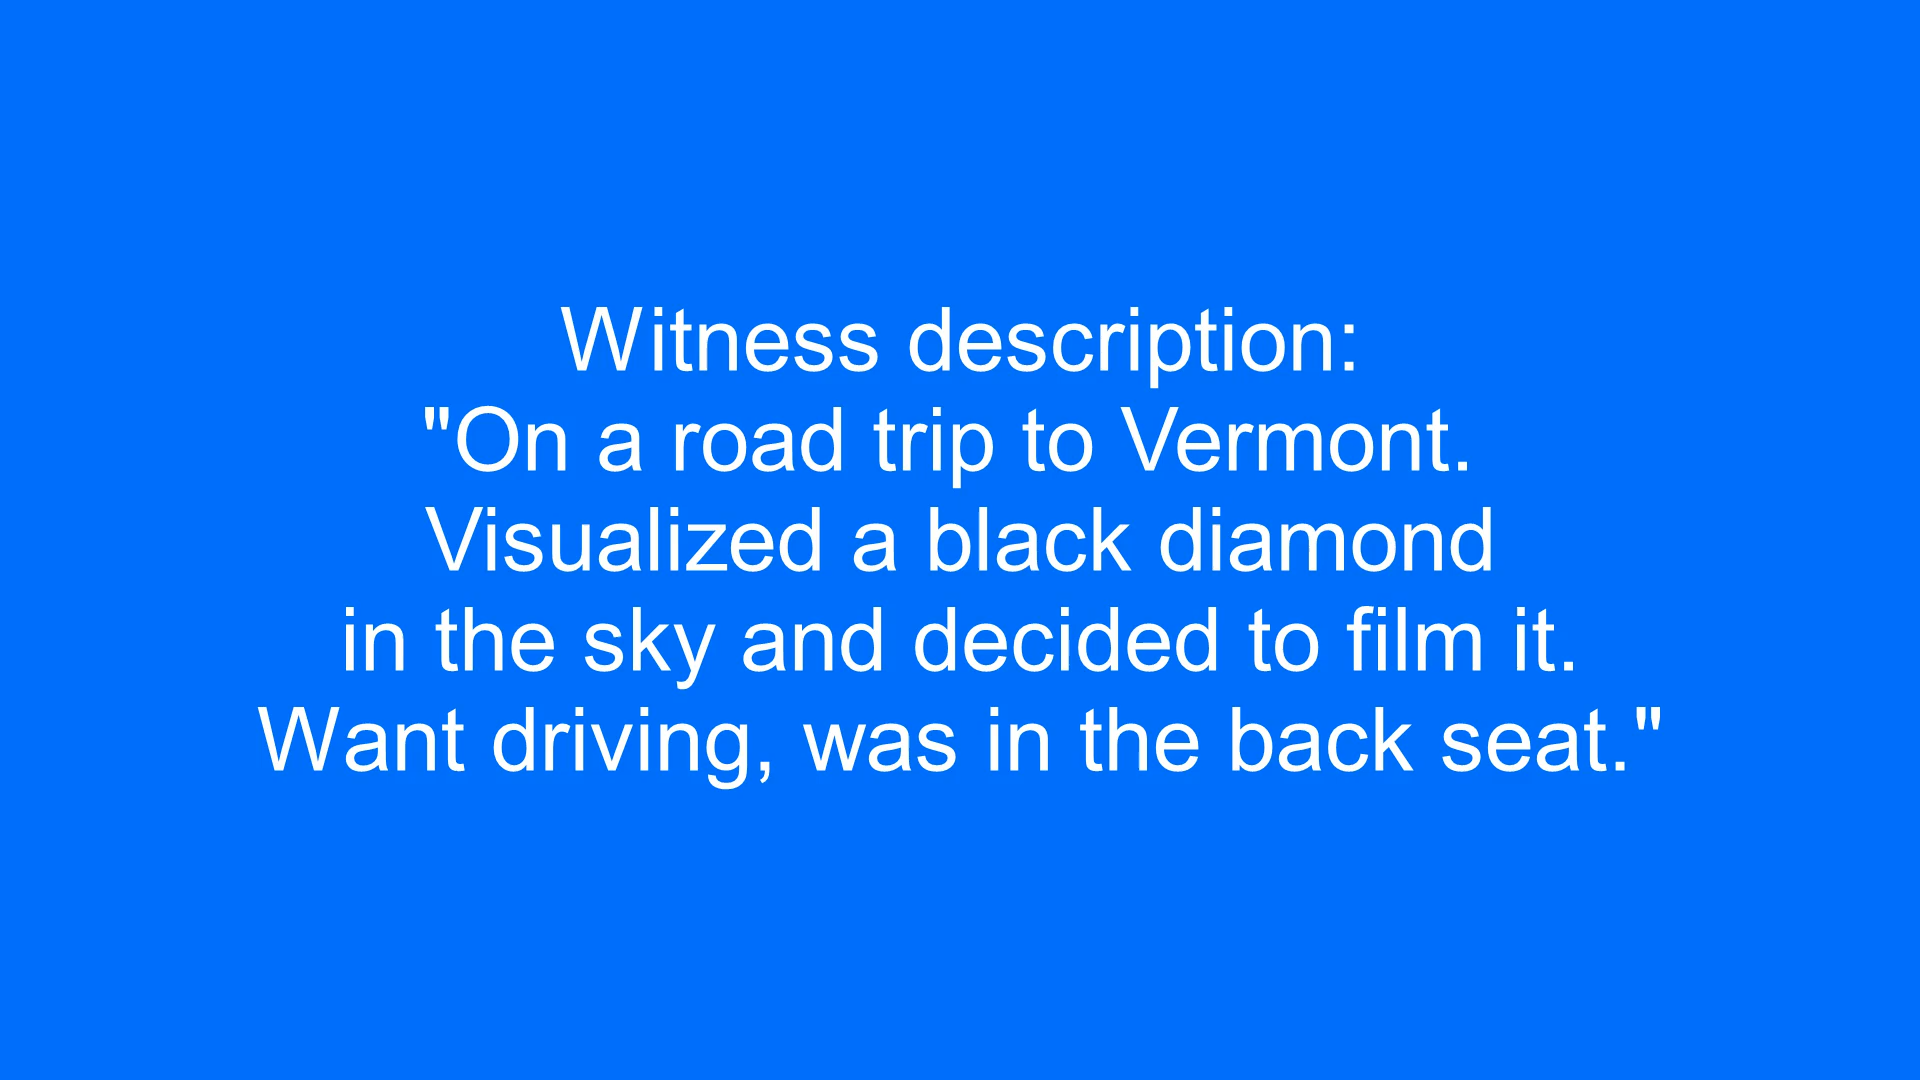 Witness description:
"On a road trip to Vermont.
Visualized a black diamond
in the sky and decided to film it.
Want driving, was in the back seat."